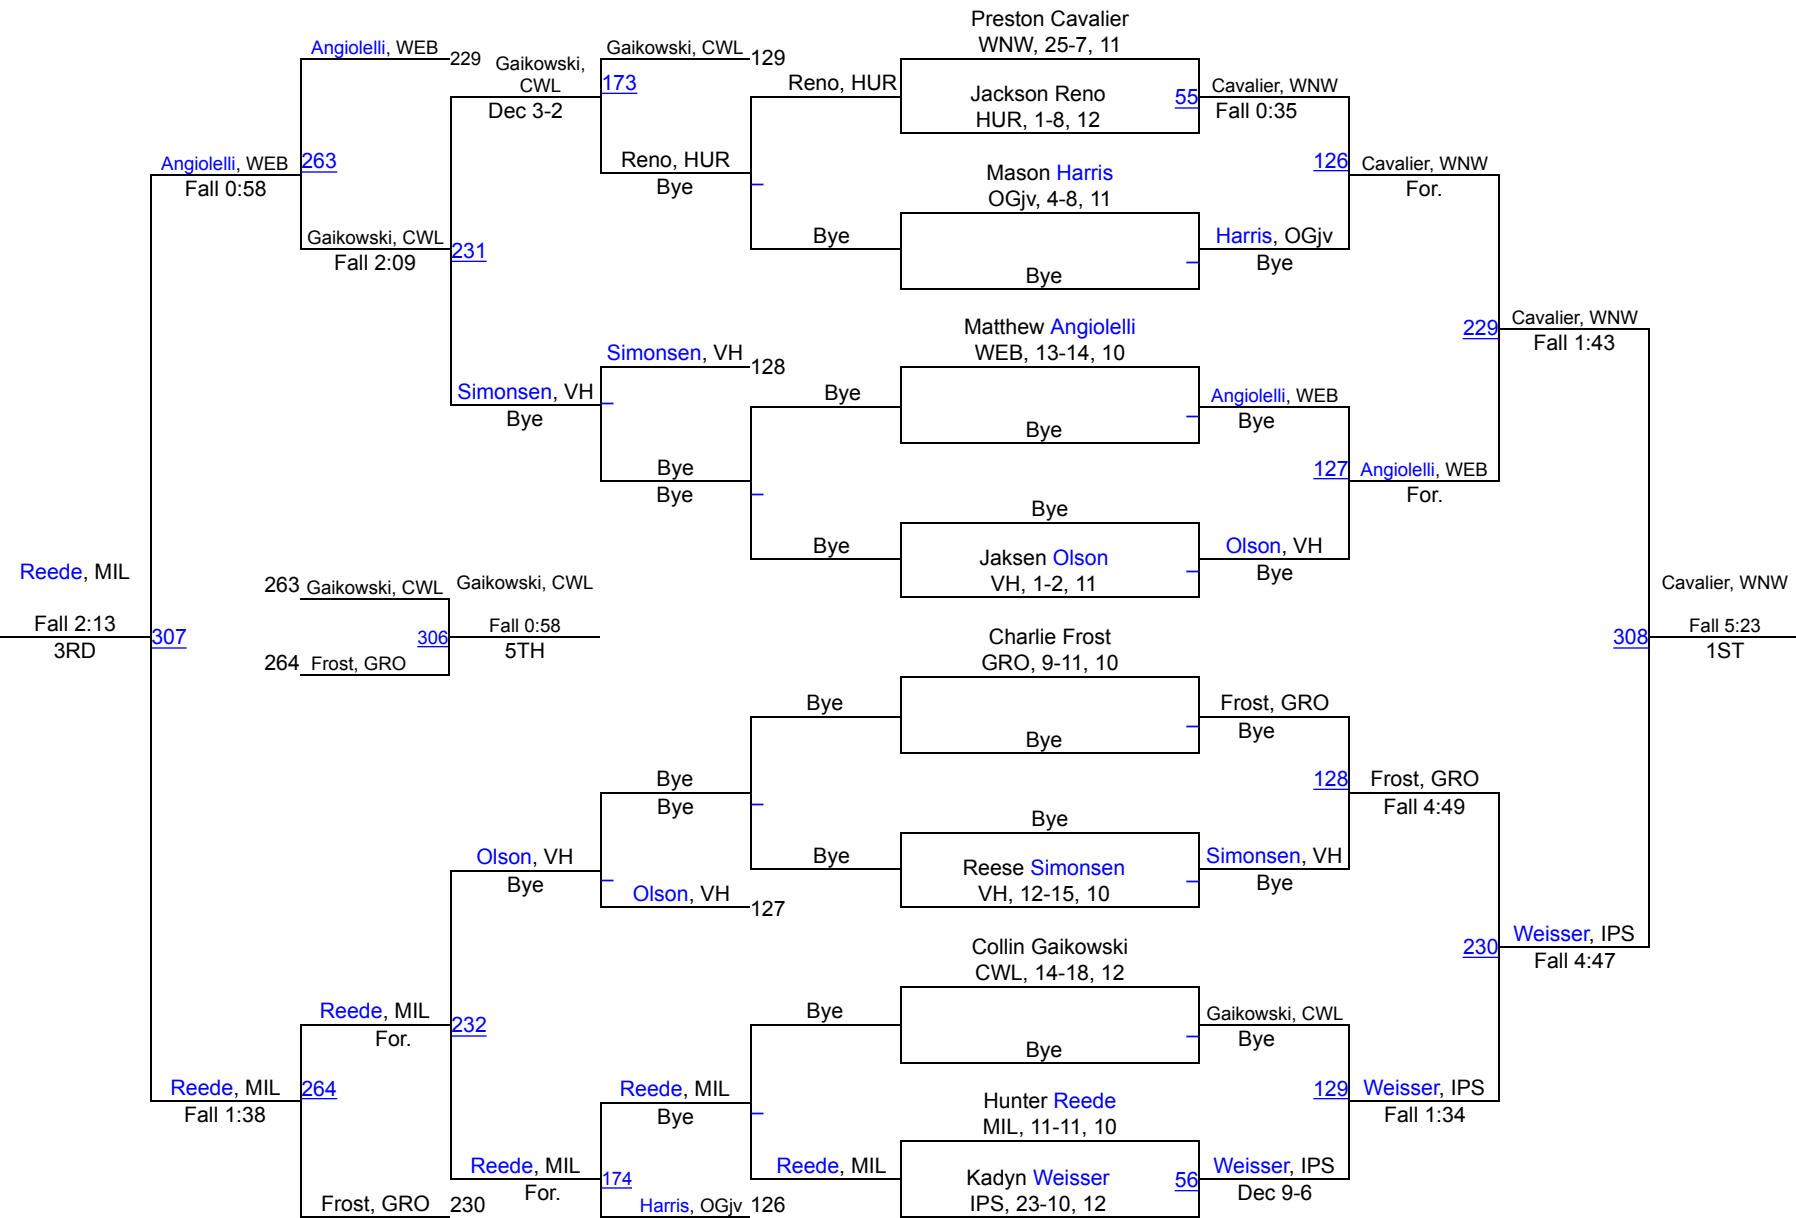 Preston Cavalier
WNW, 25-7, 11
Angiolelli, WEB
229
Gaikowski,
CWL
Dec 3-2
Gaikowski, CWL
129
173
Reno, HUR
Jackson Reno
HUR, 1-8, 12
55
Cavalier, WNW
Fall 0:35
Angiolelli, WEB
Fall 0:58
263
Reno, HUR
Bye
Mason Harris
OGjv, 4-8, 11
126
Cavalier, WNW
For.
Gaikowski, CWL
Fall 2:09
231
Bye
Bye
Harris, OGjv
Bye
Simonsen, VH
128
Matthew Angiolelli
WEB, 13-14, 10
229
Cavalier, WNW
Fall 1:43
Simonsen, VH
Bye
Bye
Bye
Angiolelli, WEB
Bye
Bye
Bye
127
Angiolelli, WEB
For.
Bye
Bye
Jaksen Olson
VH, 1-2, 11
Olson, VH
Bye
Reede, MIL
Fall 2:13
3RD
307
263
Gaikowski, CWL
264
Frost, GRO
306
Gaikowski, CWL
Fall 0:58
5TH
Cavalier, WNW
308
Fall 5:23
1ST
Charlie Frost
GRO, 9-11, 10
Bye
Bye
Frost, GRO
Bye
Bye
Bye
128
Frost, GRO
Fall 4:49
Olson, VH
Bye
Bye
Bye
Reese Simonsen
VH, 12-15, 10
Simonsen, VH
Bye
Olson, VH
127
Collin Gaikowski
CWL, 14-18, 12
230
Weisser, IPS
Fall 4:47
Reede, MIL
For.
232
Bye
Bye
Gaikowski, CWL
Bye
Reede, MIL
Fall 1:38
264
Reede, MIL
Bye
Hunter Reede
MIL, 11-11, 10
129
Weisser, IPS
Fall 1:34
Reede, MIL
For.
174
Reede, MIL
Kadyn Weisser
IPS, 23-10, 12
56
Weisser, IPS
Dec 9-6
Frost, GRO
230
Harris, OGjv
126